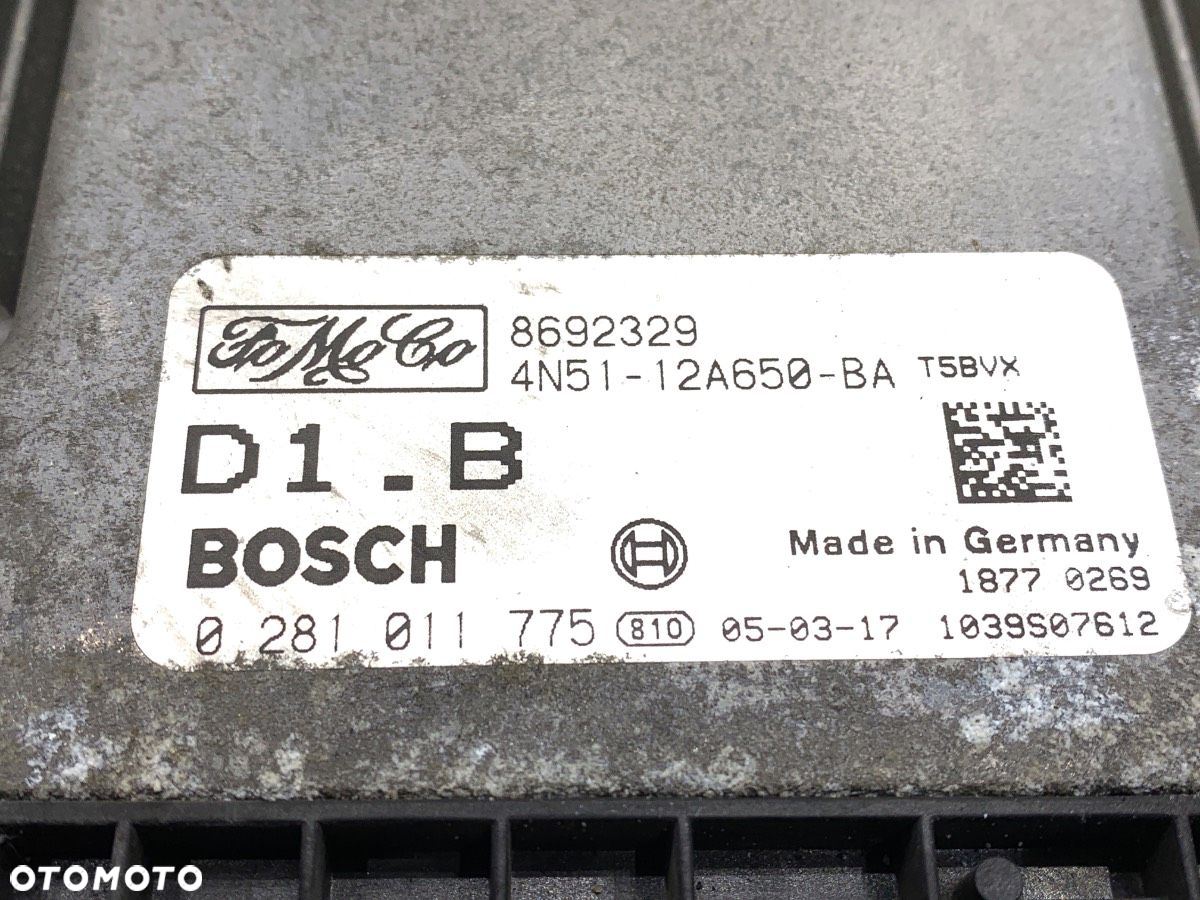 FoMoCo 8692329
4N51-12A650-BA T5BVX
D1.B
BOSCH Made in Germany
1877 0269
0 281 011 775 810 05-03-17 1039S07612
OTOMOTO